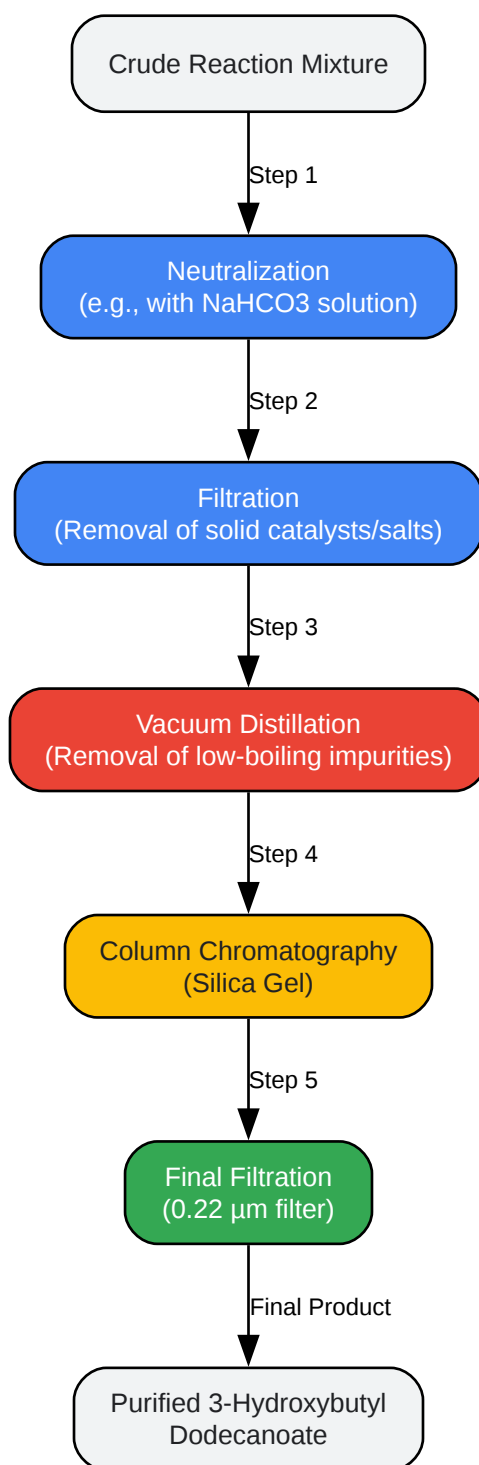 Crude Reaction Mixture
Step 1
Neutralization
(e.g., with NaHCO3 solution)
Step 2
Filtration
(Removal of solid catalysts/salts)
Step 3
Vacuum Distillation
(Removal of low-boiling impurities)
Step 4
Column Chromatography
(Silica Gel)
Step 5
Final Filtration
(0.22 µm filter)
Final Product
Purified 3-Hydroxybutyl
Dodecanoate